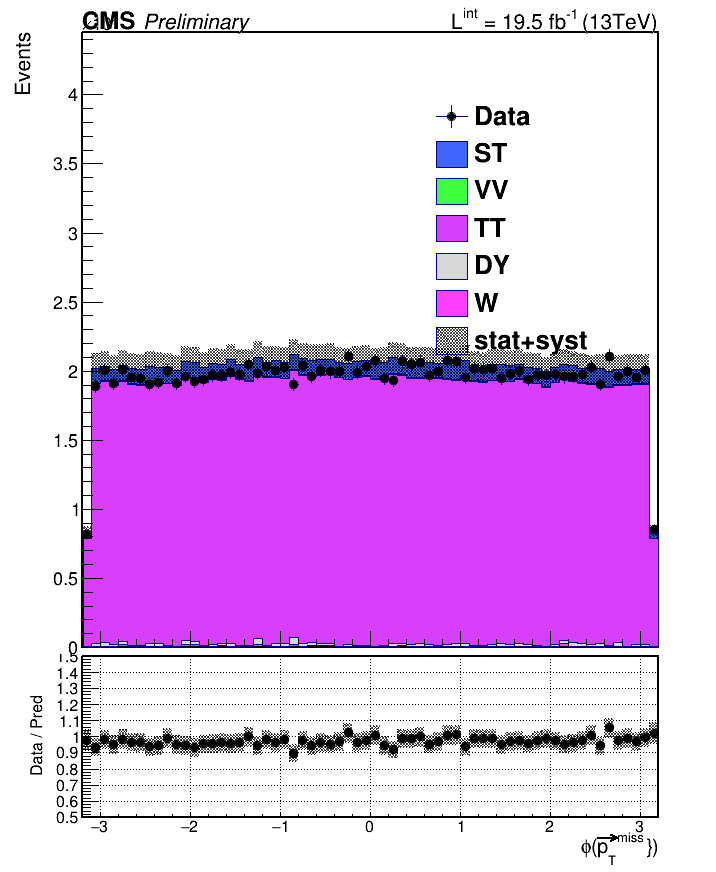 CMS Preliminary L^int = 19.5 fb^-1 (13TeV)
Events
4
3.5
3
2.5
2
1.5
1
0.5
0
Data
ST
VV
TT
DY
W
stat+syst
Data / Pred
1.5
1.4
1.3
1.2
1.1
1
0.9
0.8
0.7
0.6
0.5
−3 −2 −1 0 1 2 3
ϕ(p_T^miss })